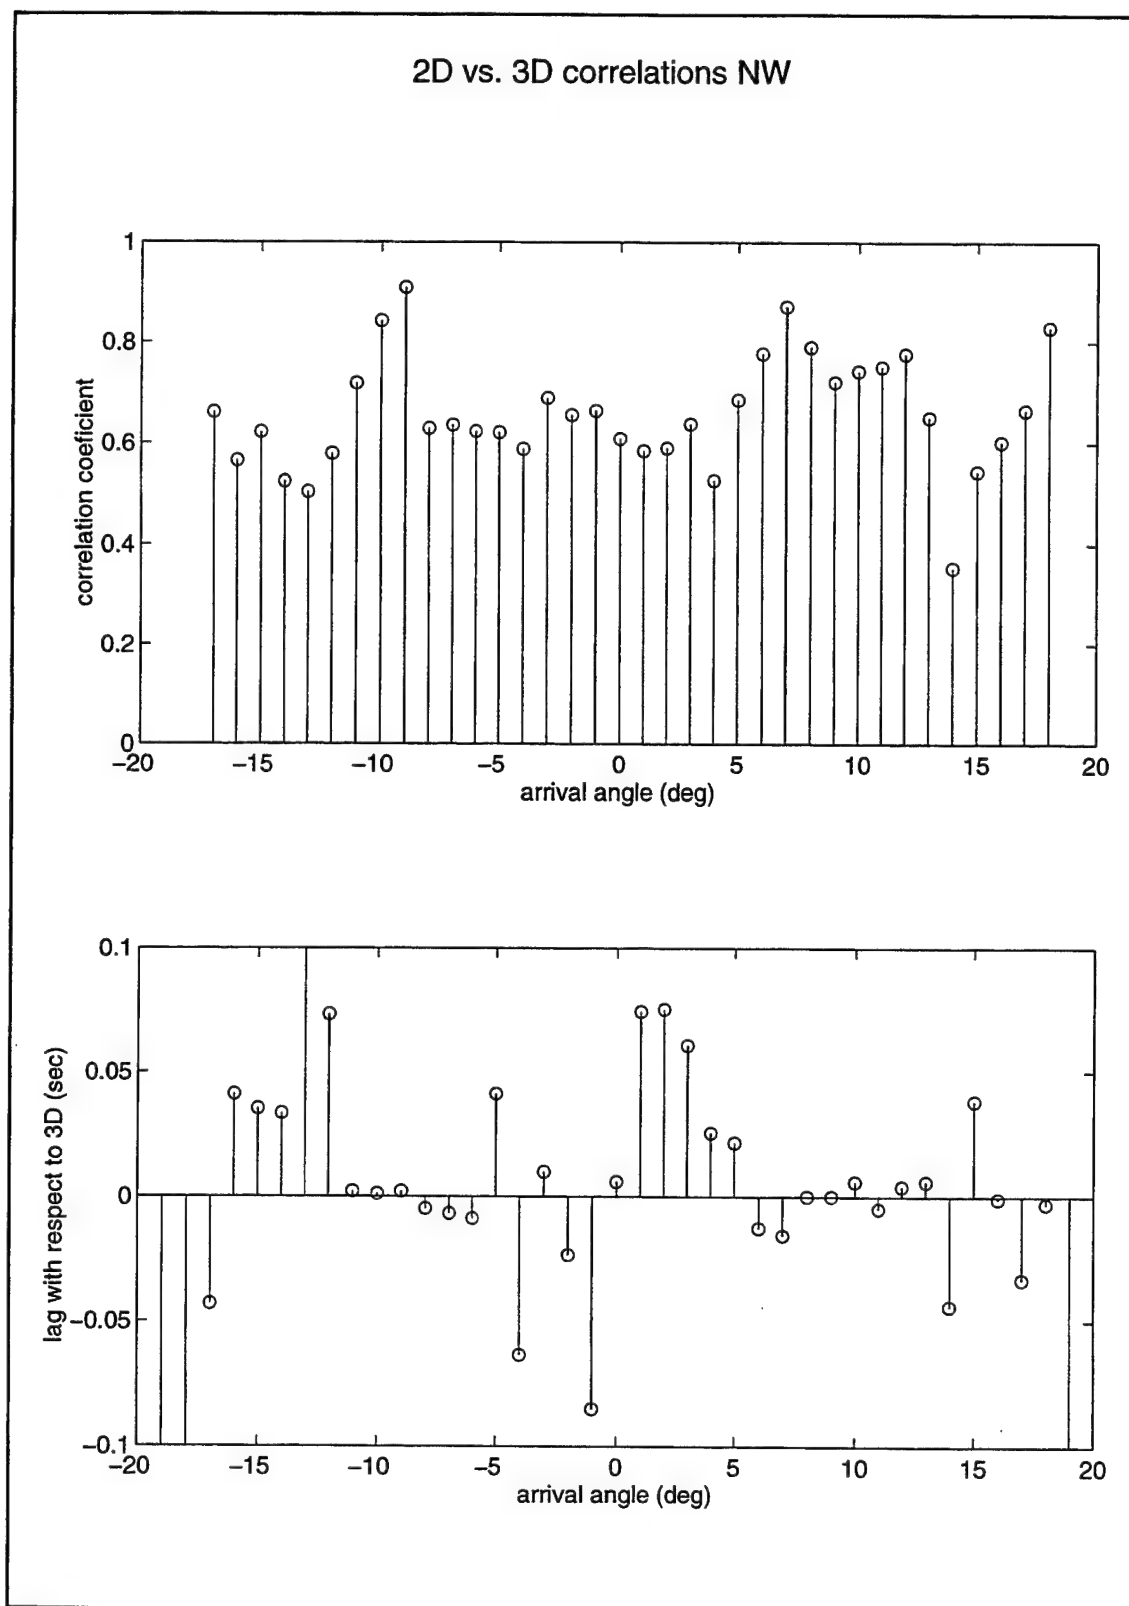 2D vs. 3D correlations NW
1
0.8
0.6
0.4
0.2
0
correlation coeficient
−20 −15 −10 −5 0 5 10 15 20
arrival angle (deg)
0.1
0.05
0
−0.05
−0.1
lag with respect to 3D (sec)
−20 −15 −10 −5 0 5 10 15 20
arrival angle (deg)